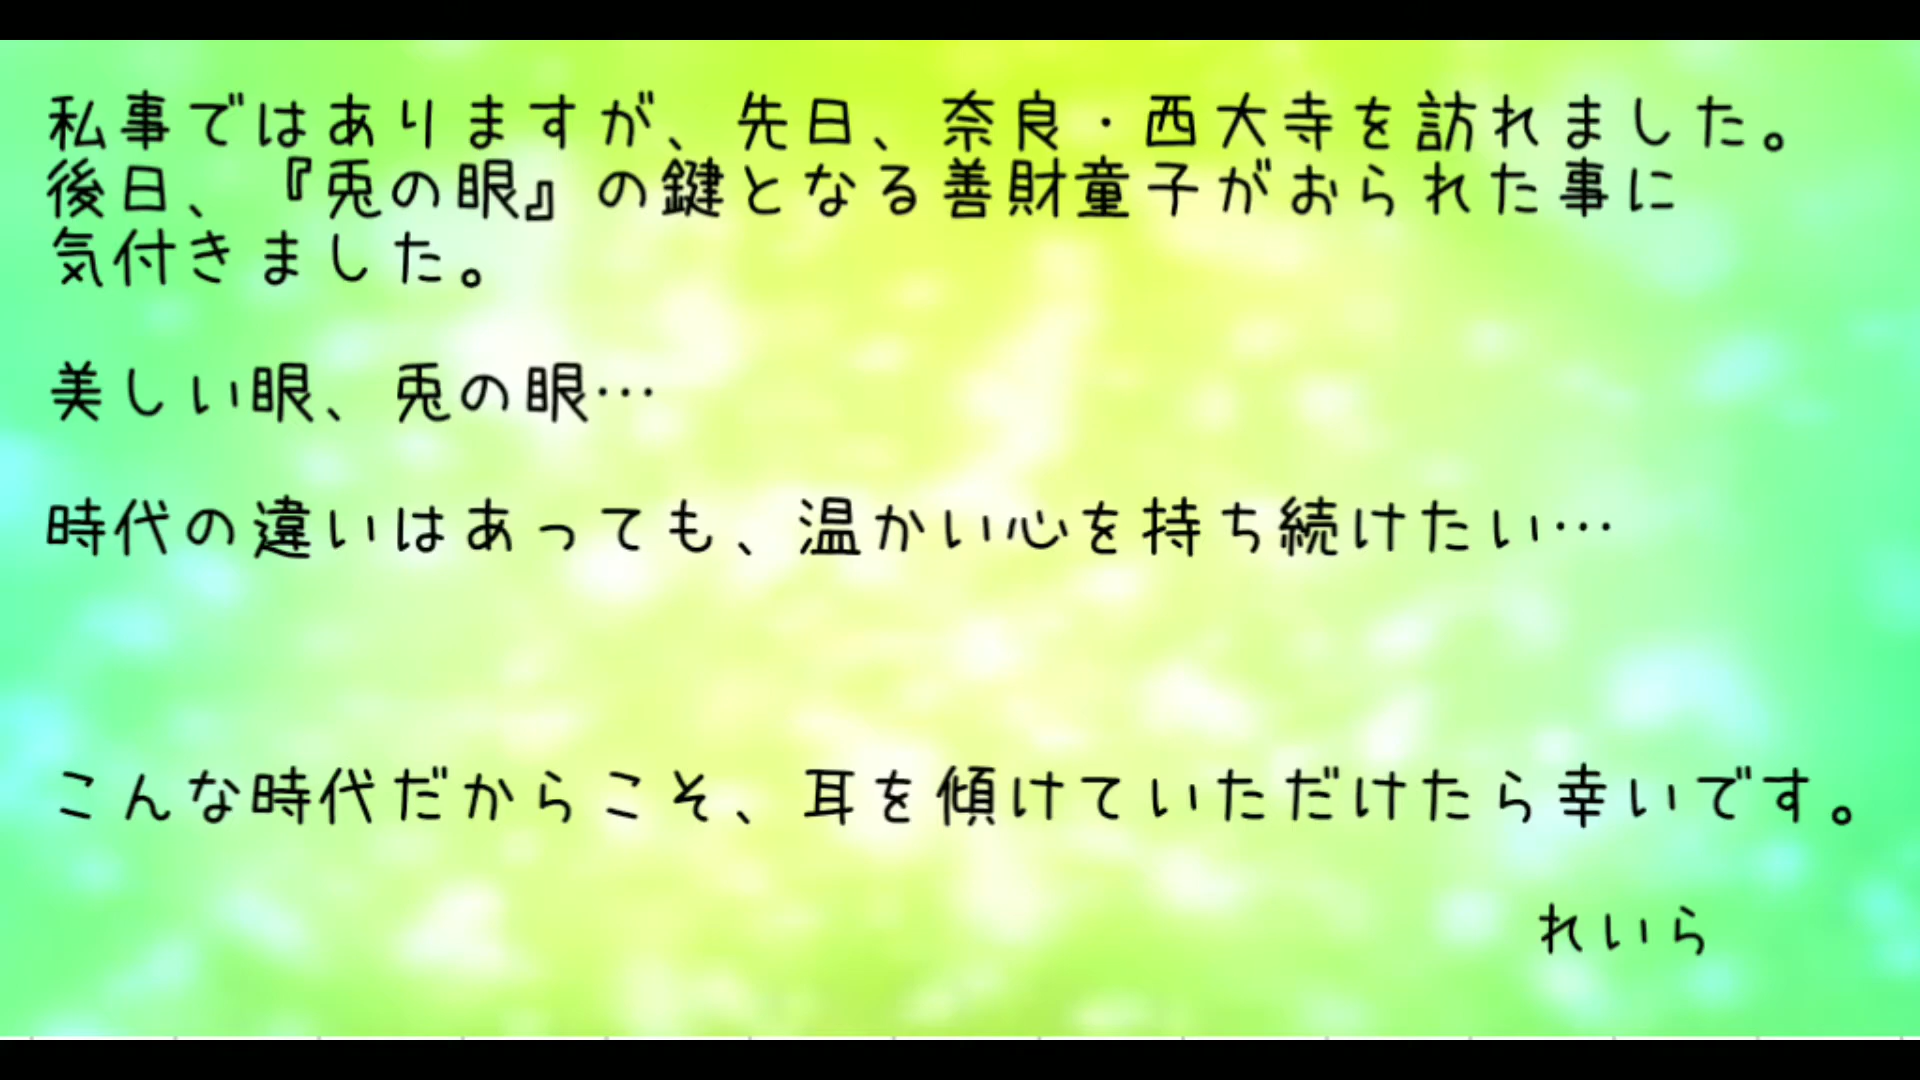 私事ではありますが、先日、奈良・西大寺を訪れました。
後日、『兎の眼』の鍵となる善財童子がおられた事に
気付きました。
美しい眼、兎の眼…
時代の違いはあっても、温かい心を持ち続けたい…
こんな時代だからこそ、耳を傾けていただけたら幸いです。
れいら